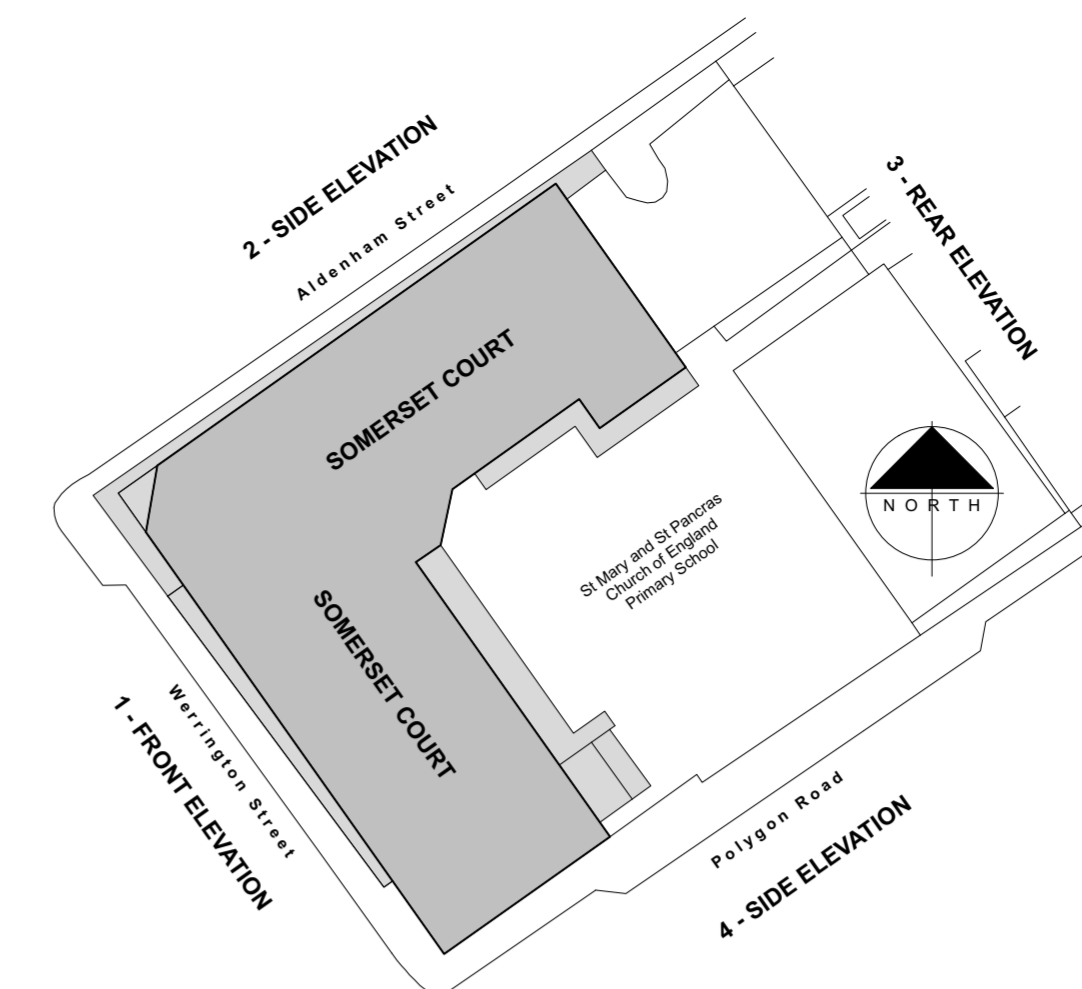 2 - SIDE ELEVATION
Aldenham Street
3 - REAR ELEVATION
SOMERSET COURT
NORTH
St Mary and St Pancras
Church of England
Primary School
SOMERSET COURT
Werrington Street
1 - FRONT ELEVATION
Polygon Road
4 - SIDE ELEVATION